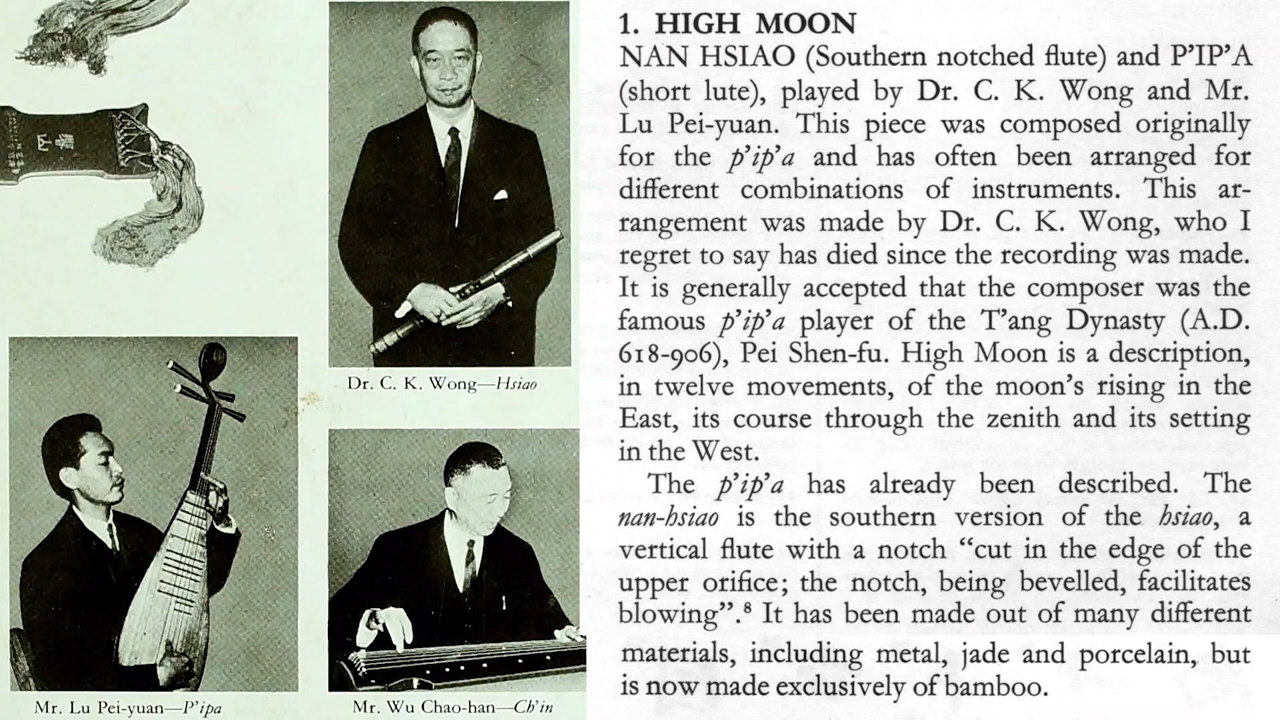 Dr. C. K. Wong—Hsiao
Mr. Lu Pei-yuan—P'ipa
Mr. Wu Chao-han—Ch'in
1. HIGH MOON
NAN HSIAO (Southern notched flute) and P’IP’A
(short lute), played by Dr. C. K. Wong and Mr.
Lu Pei-yuan. This piece was composed originally
for the p’ip’a and has often been arranged for
different combinations of instruments. This ar-
rangement was made by Dr. C. K. Wong, who I
regret to say has died since the recording was made.
It is generally accepted that the composer was the
famous p’ip’a player of the T’ang Dynasty (A.D.
618-906), Pei Shen-fu. High Moon is a description,
in twelve movements, of the moon’s rising in the
East, its course through the zenith and its setting
in the West.
The p’ip’a has already been described. The
nan-hsiao is the southern version of the hsiao, a
vertical flute with a notch “cut in the edge of the
upper orifice; the notch, being bevelled, facilitates
blowing”.⁸ It has been made out of many different
materials, including metal, jade and porcelain, but
is now made exclusively of bamboo.